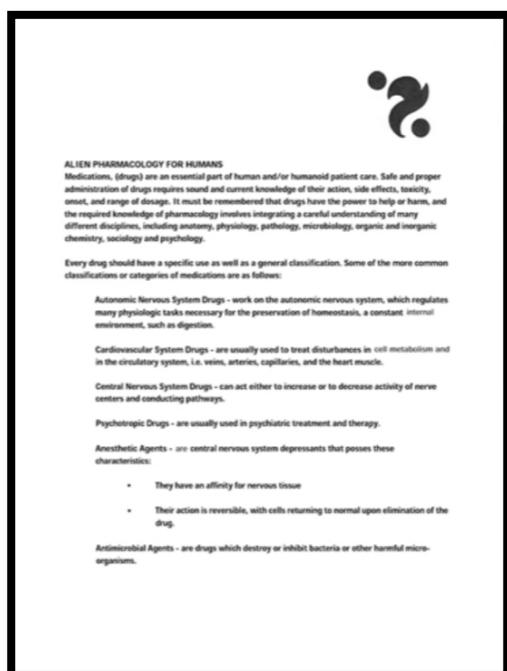 ALIEN PHARMACOLOGY FOR HUMANS
Medications, (drugs) are an essential part of human and/or humanoid patient care. Safe and proper
administration of drugs requires sound and current knowledge of their action, side effects, toxicity,
onset, and range of dosage. It must be remembered that drugs have the power to help or harm, and
the required knowledge of pharmacology involves integrating a careful understanding of many
different disciplines, including anatomy, physiology, pathology, microbiology, organic and inorganic
chemistry, sociology and psychology.
Every drug should have a specific use as well as a general classification. Some of the more common
classifications or categories of medications are as follows:
Autonomic Nervous System Drugs - work on the autonomic nervous system, which regulates
many physiologic tasks necessary for the preservation of homeostasis, a constant internal
environment, such as digestion.
Cardiovascular System Drugs - are usually used to treat disturbances in cell metabolism and
in the circulatory system, i.e. veins, arteries, capillaries, and the heart muscle.
Central Nervous System Drugs - can act either to increase or to decrease activity of nerve
centers and conducting pathways.
Psychotropic Drugs - are usually used in psychiatric treatment and therapy.
Anesthetic Agents - are central nervous system depressants that posses these
characteristics:
• They have an affinity for nervous tissue
• Their action is reversible, with cells returning to normal upon elimination of the
drug.
Antimicrobial Agents - are drugs which destroy or inhibit bacteria or other harmful micro-
organisms.